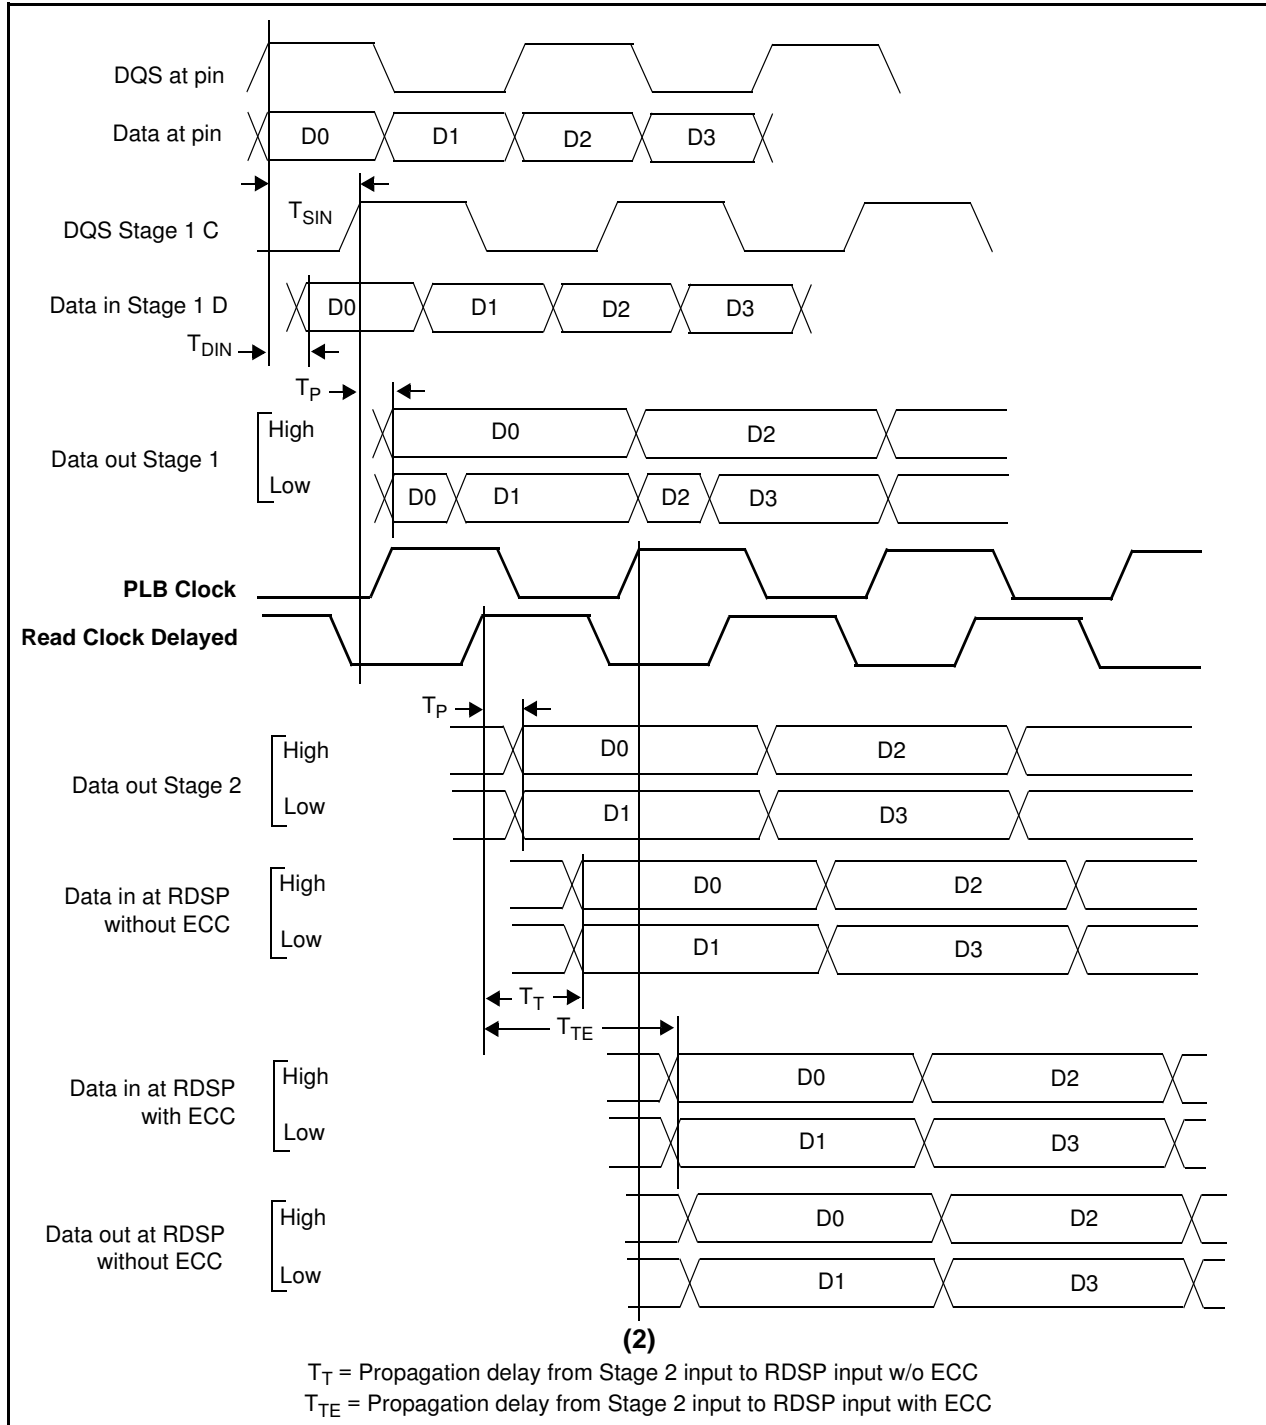 DQS at pin
Data at pin
D0 D1 D2 D3
TSIN
DQS Stage 1 C
Data in Stage 1 D
D0 D1 D2 D3
TDIN
TP
High
D0 D2
Data out Stage 1
Low
D0 D1 D2 D3
PLB Clock
Read Clock Delayed
TP
High
D0 D2
Data out Stage 2
Low
D1 D3
High
D0 D2
Data in at RDSP
without ECC
Low
D1 D3
TT
TTE
High
D0 D2
Data in at RDSP
with ECC
Low
D1 D3
High
D0 D2
Data out at RDSP
without ECC
Low
D1 D3
(2)
TT = Propagation delay from Stage 2 input to RDSP input w/o ECC
TTE = Propagation delay from Stage 2 input to RDSP input with ECC